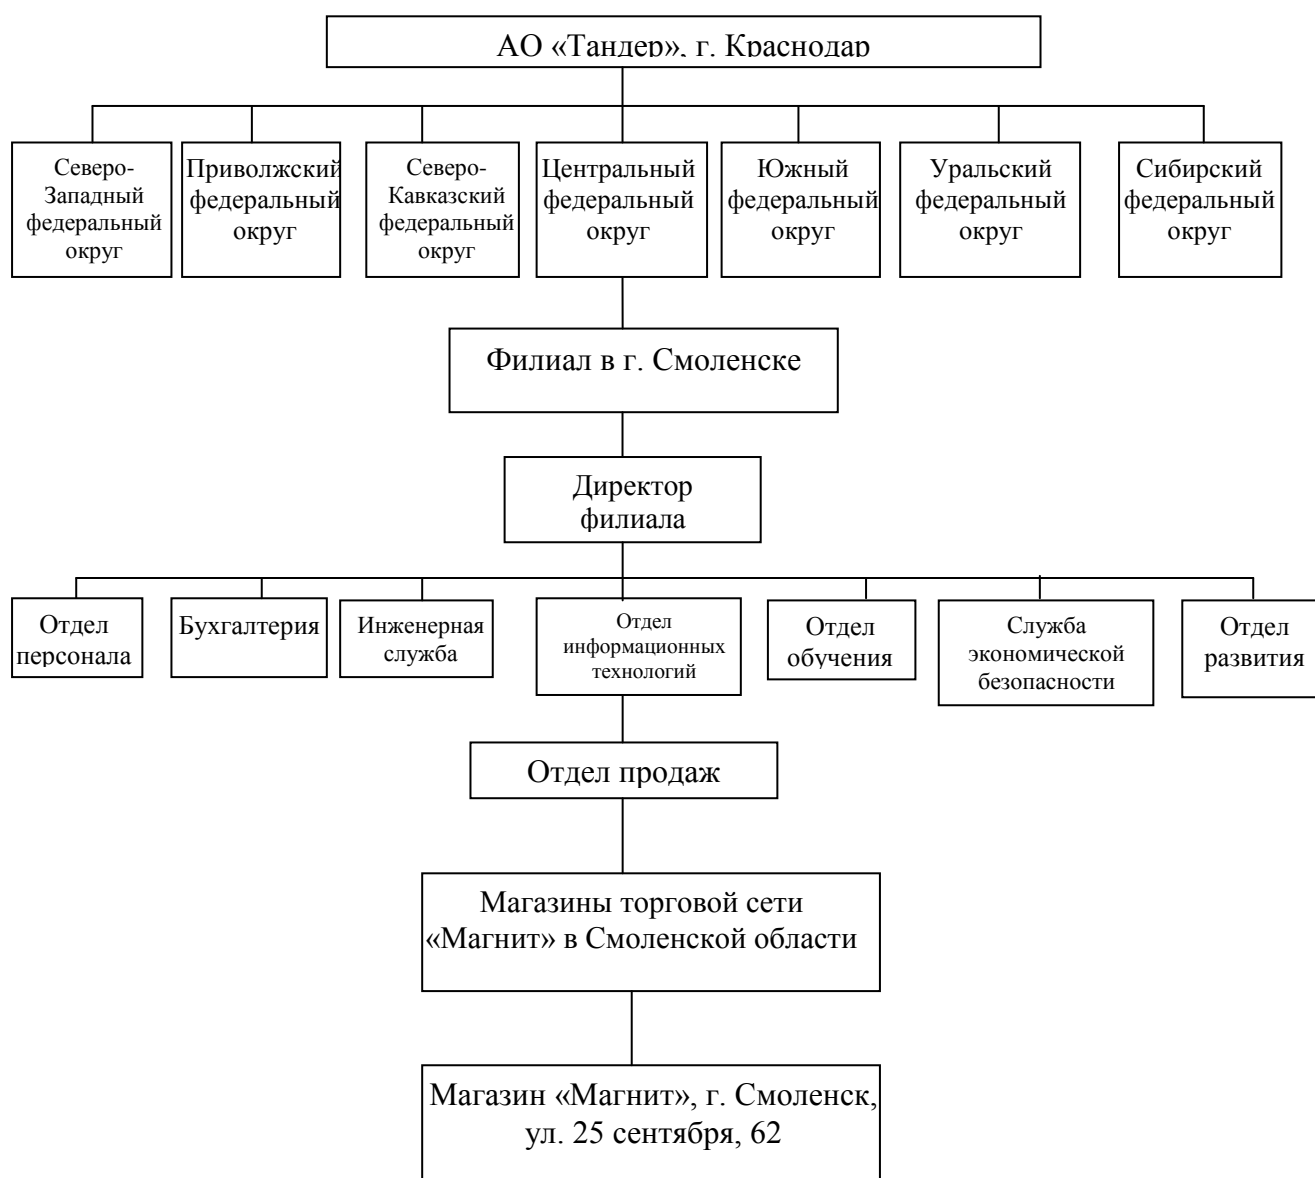 АО «Тандер», г. Краснодар
Северо-
Западный
федеральный
округ
Приволжский
федеральный
округ
Северо-
Кавказский
федеральный
округ
Центральный
федеральный
округ
Южный
федеральный
округ
Уральский
федеральный
округ
Сибирский
федеральный
округ
Филиал в г. Смоленске
Директор
филиала
Отдел
персонала
Бухгалтерия
Инженерная
служба
Отдел
информационных
технологий
Отдел
обучения
Служба
экономической
безопасности
Отдел
развития
Отдел продаж
Магазины торговой сети
«Магнит» в Смоленской области
Магазин «Магнит», г. Смоленск,
ул. 25 сентября, 62